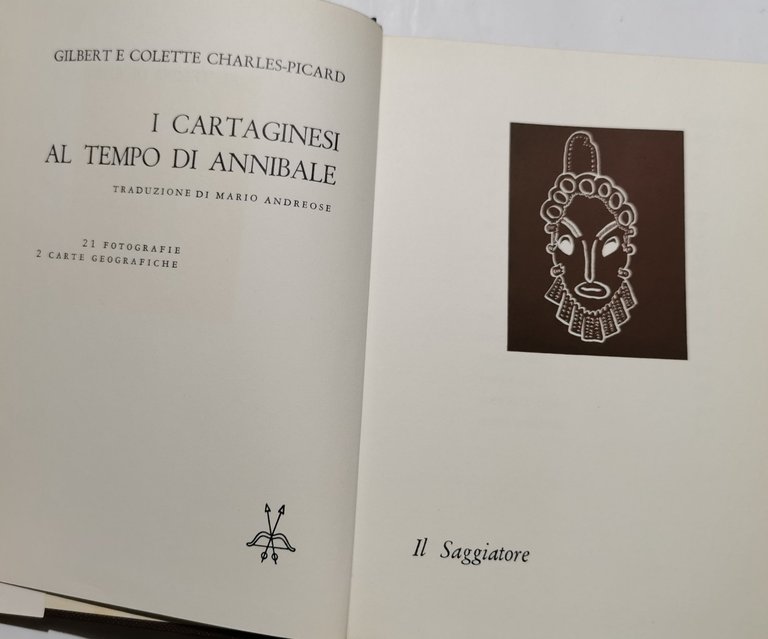 GILBERT E COLETTE CHARLES-PICARD
I CARTAGINESI
AL TEMPO DI ANNIBALE
TRADUZIONE DI MARIO ANDREOSE
21 FOTOGRAFIE
2 CARTE GEOGRAFICHE
Il Saggiatore